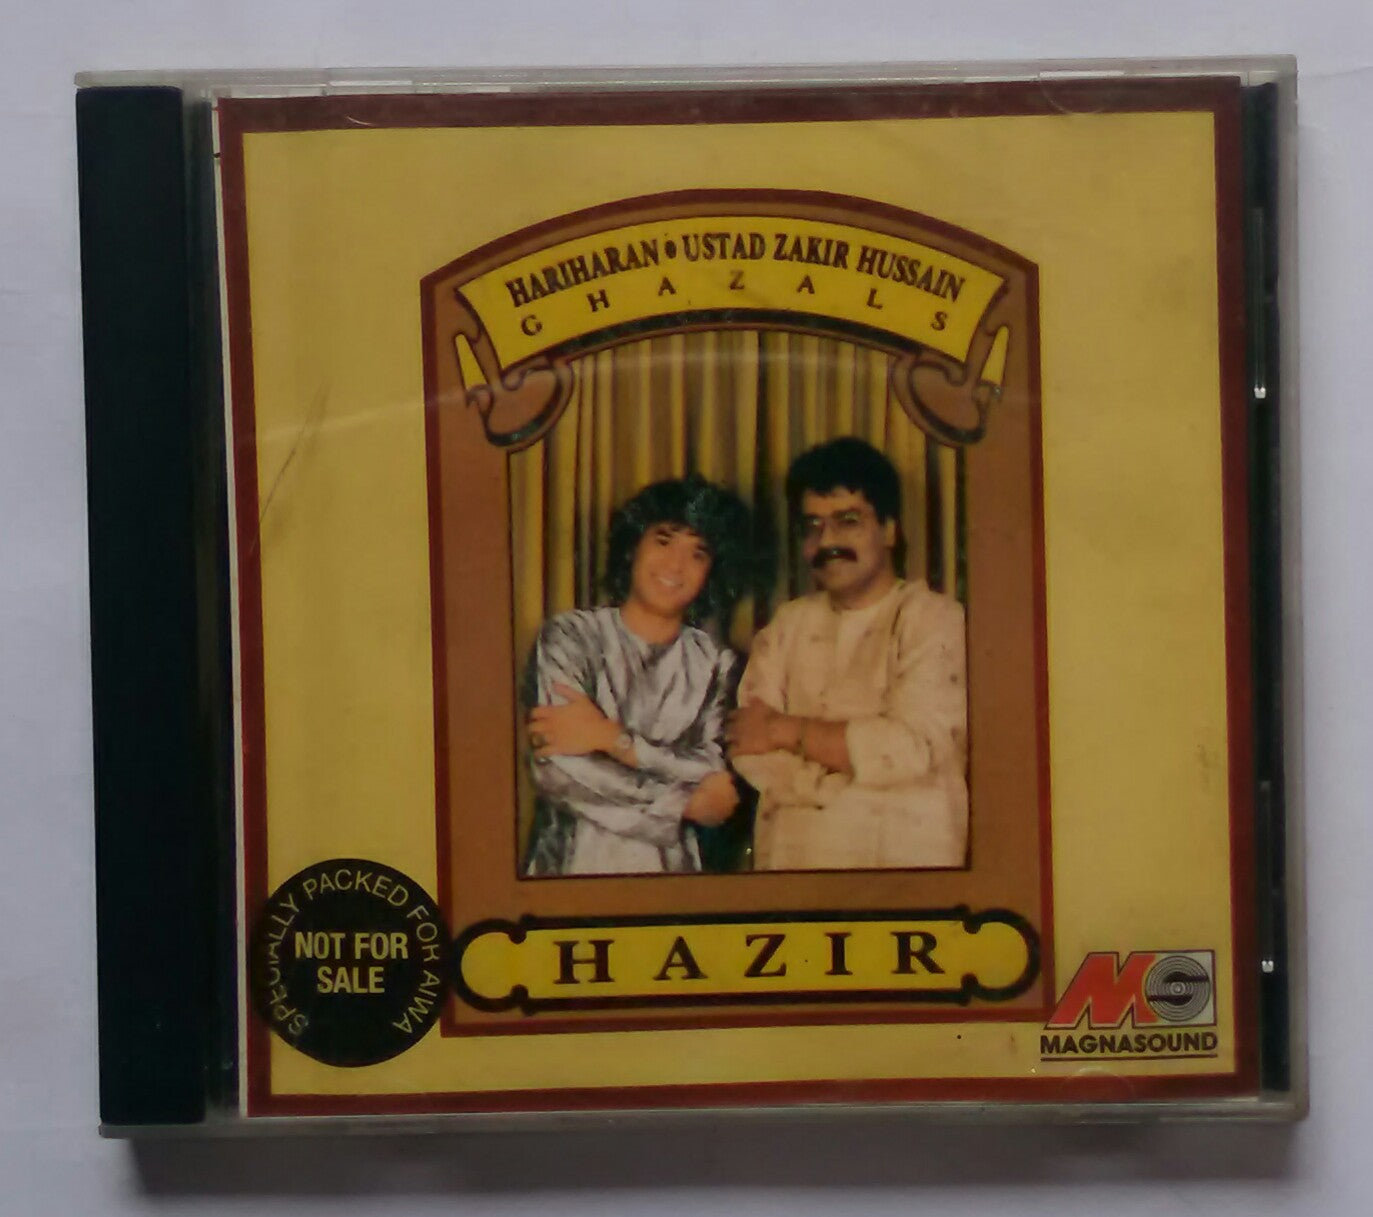 HARIHARAN • USTAD ZAKIR HUSSAIN
GHAZALS
HAZIR
SPECIALLY PACKED FOR AIWA
NOT FOR
SALE
MAGNASOUND